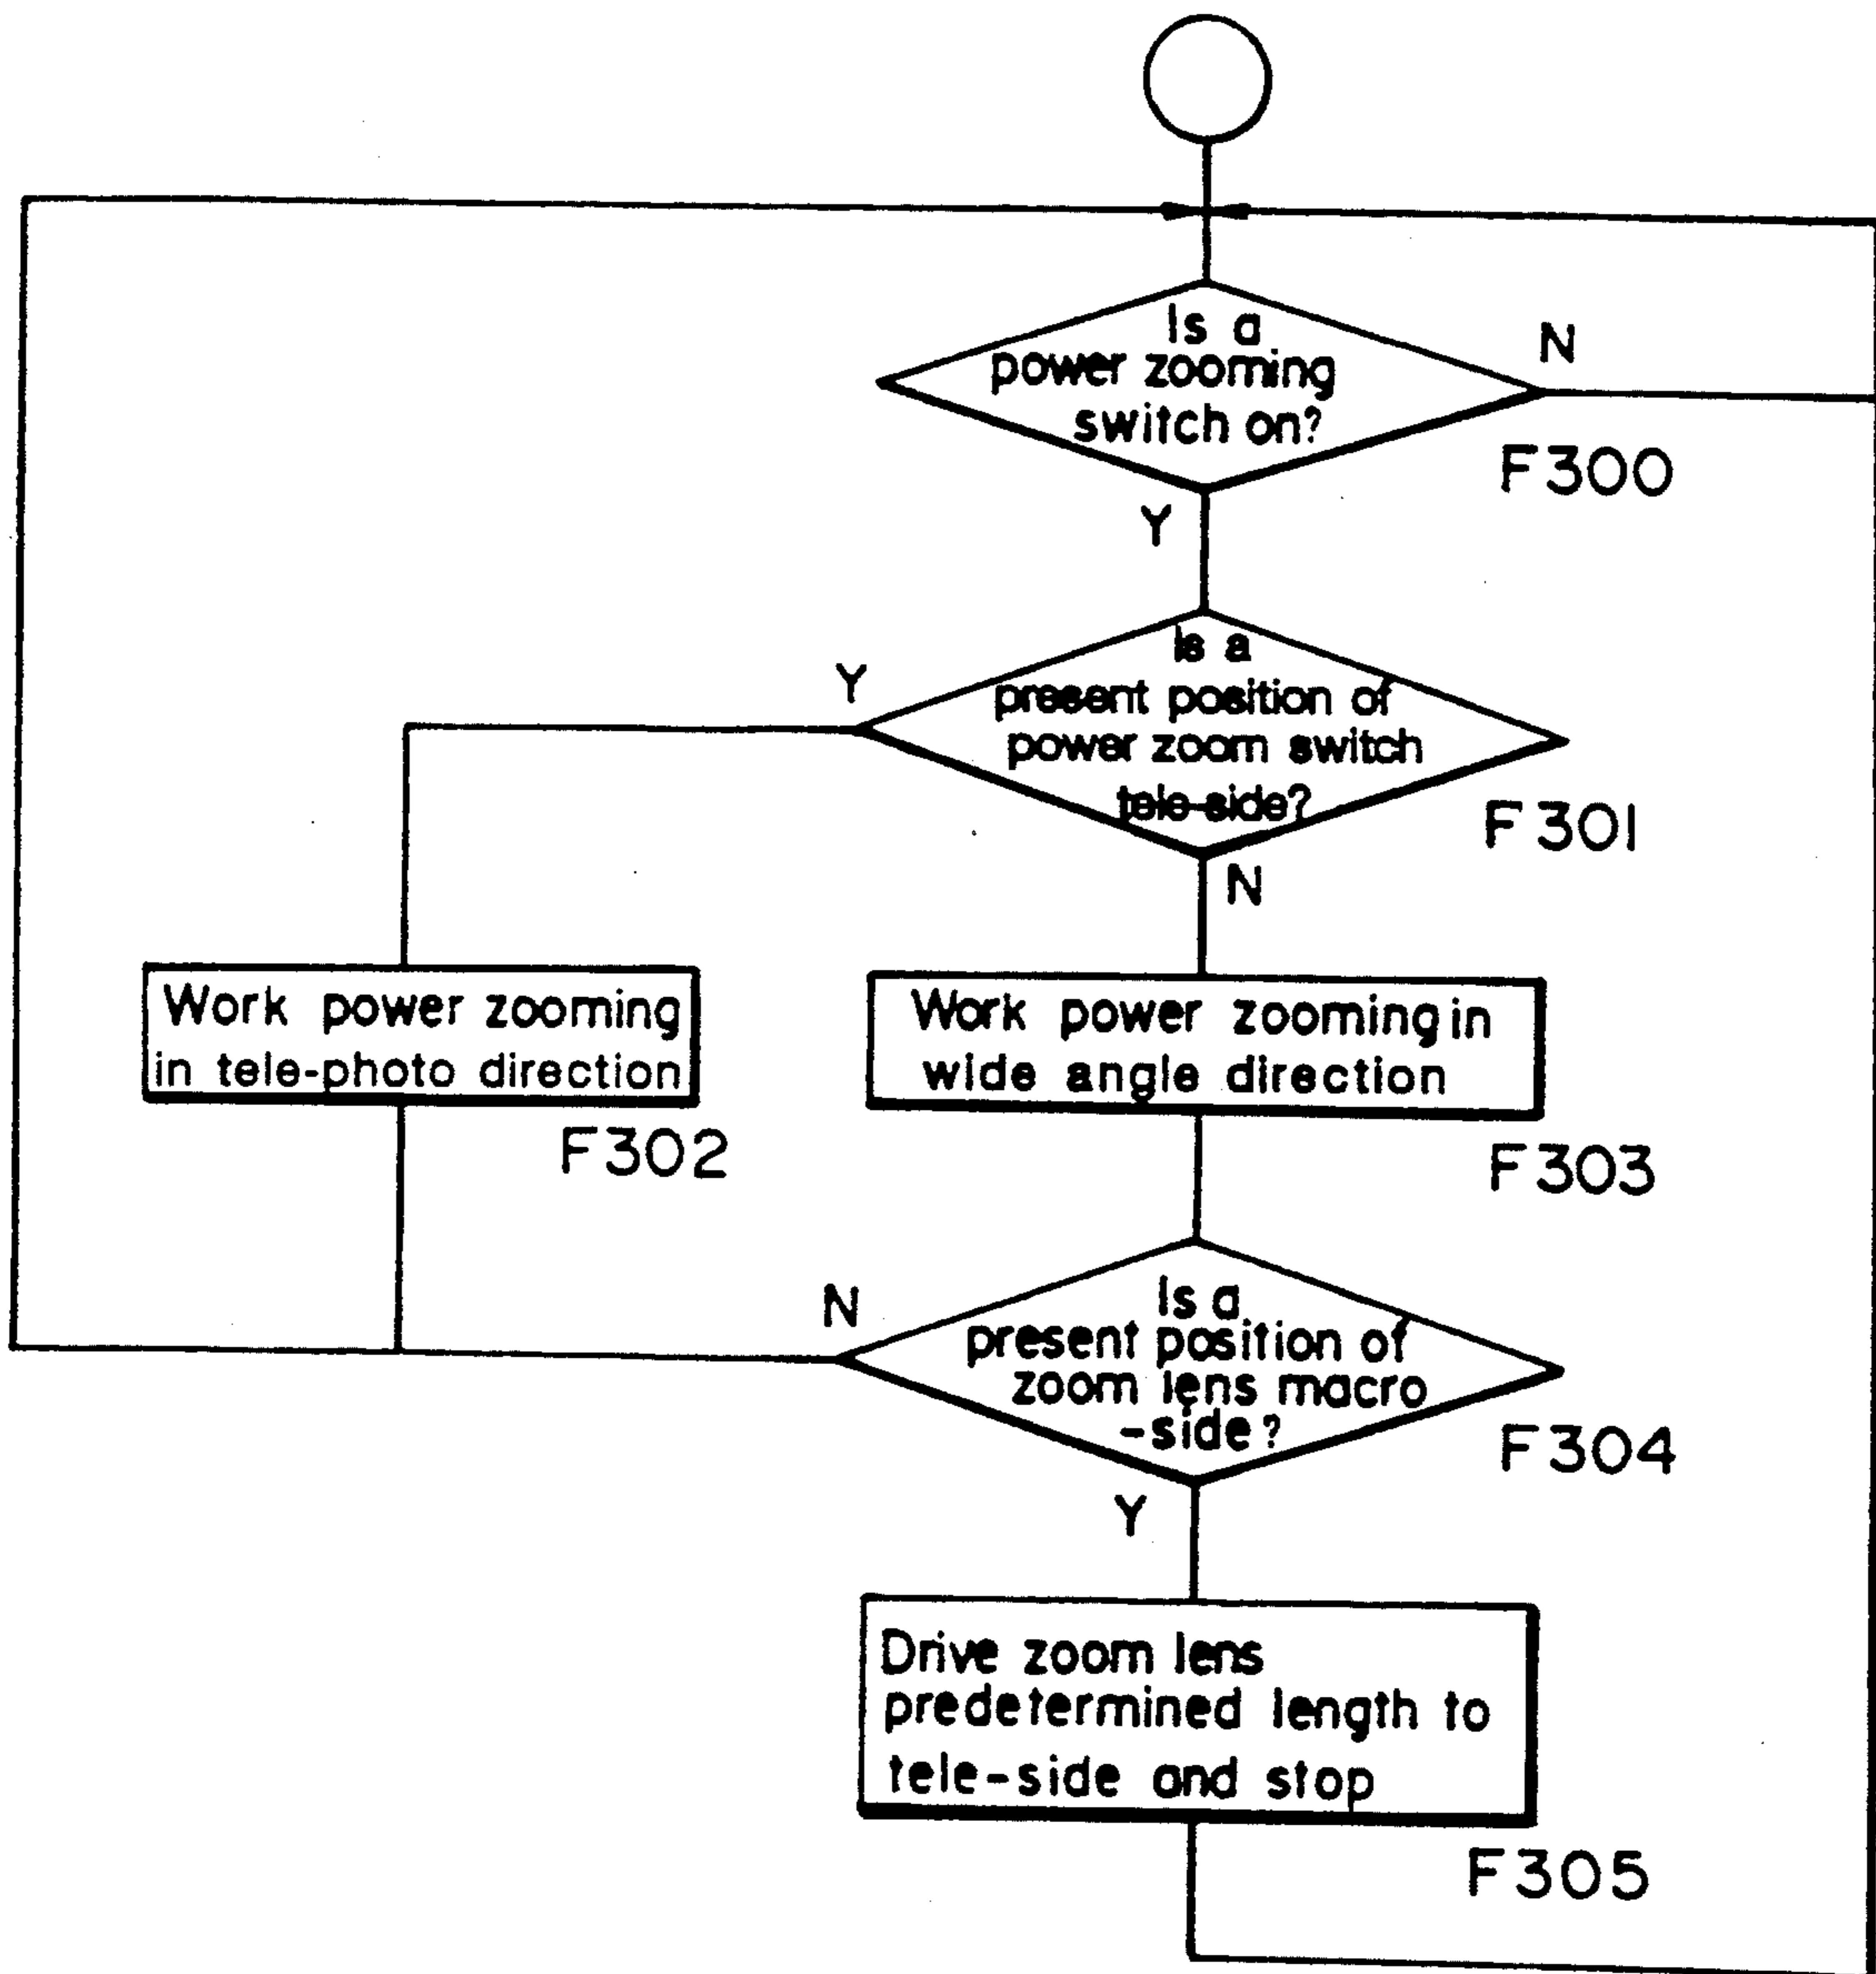 Is a
power zooming
switch on?
N
F300
Y
Is a
present position of
power zoom switch
tele-side?
Y
F301
N
Work power zooming
in tele-photo direction
F302
Work power zooming in
wide angle direction
F303
N
Is a
present position of
zoom lens macro
-side?
F304
Y
Drive zoom lens
predetermined length to
tele-side and stop
F305